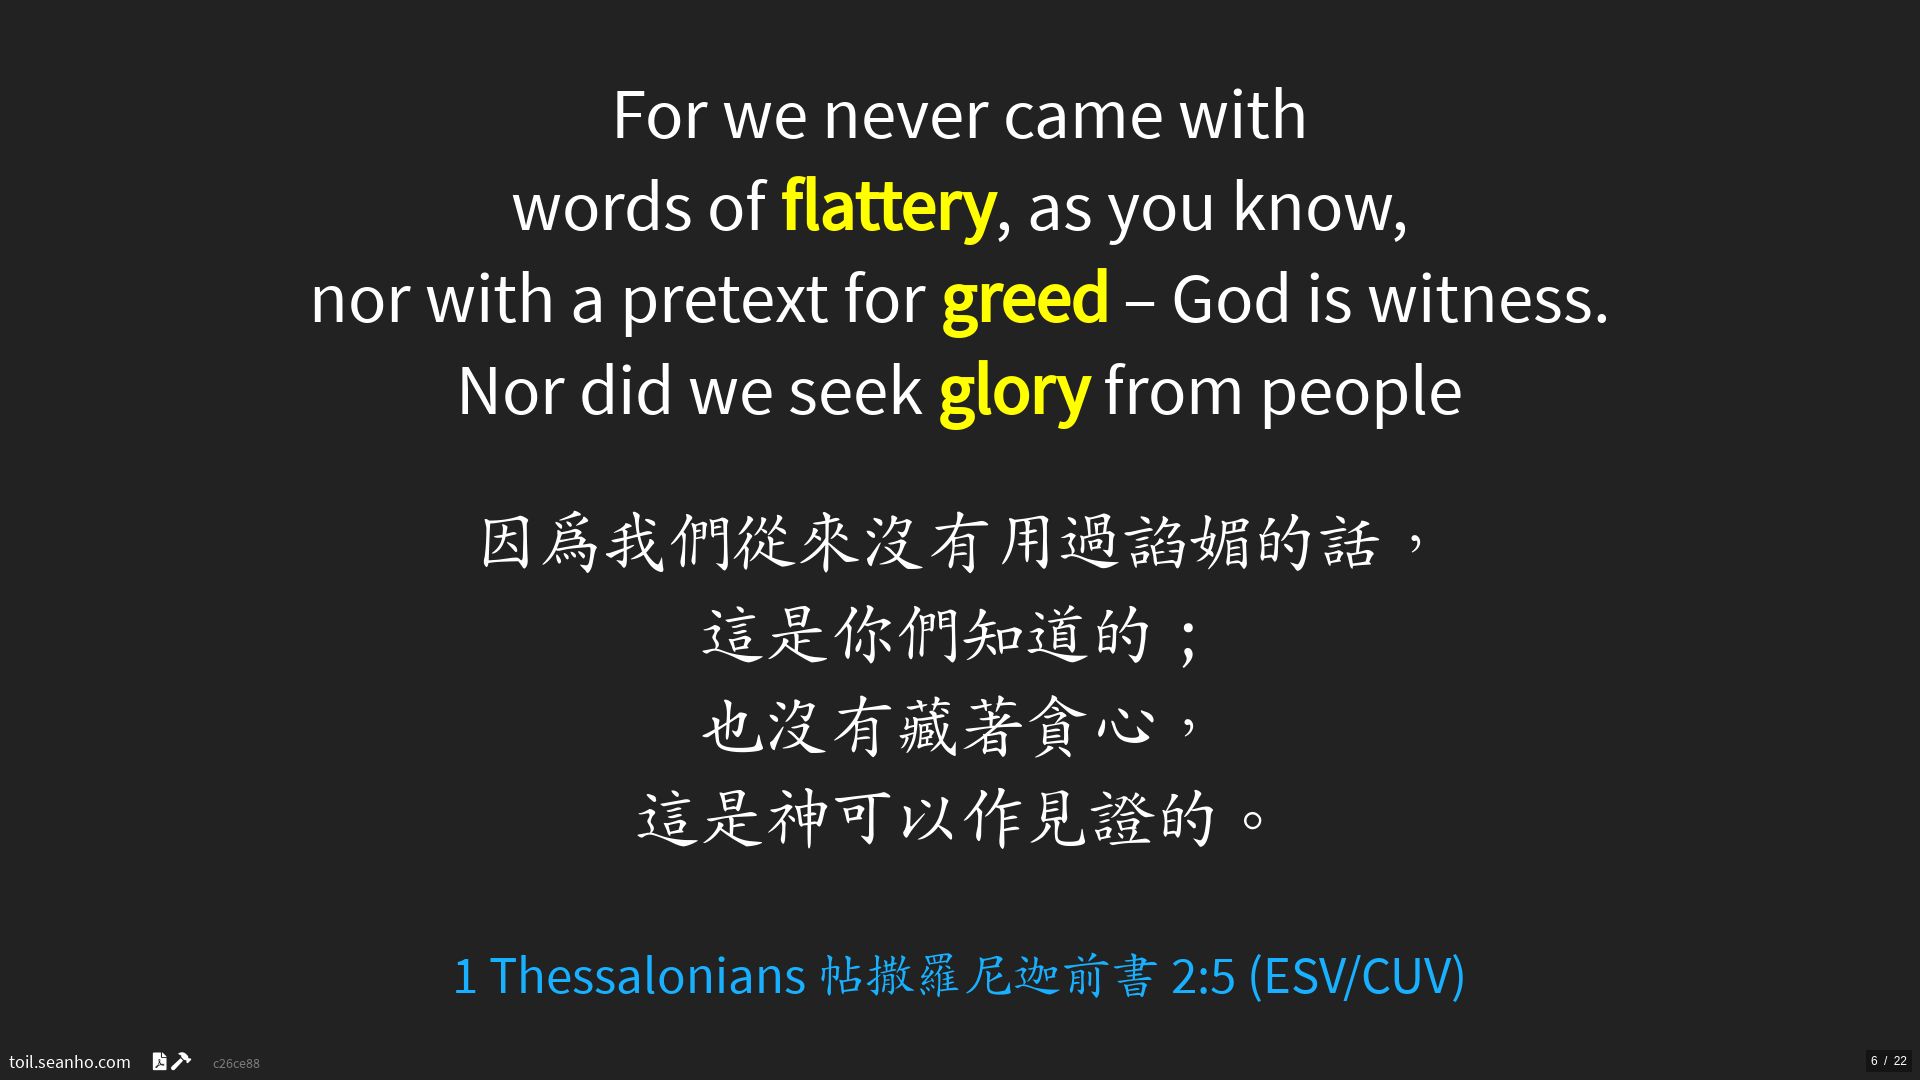 For we never came with
words of flattery, as you know,
nor with a pretext for greed – God is witness.
Nor did we seek glory from people
因爲我們從來沒有用過諂媚的話，
這是你們知道的；
也沒有藏著貪心，
這是神可以作見證的。
1 Thessalonians 帖撒羅尼迦前書 2:5 (ESV/CUV)
toil.seanho.com c26ce88
6 / 22